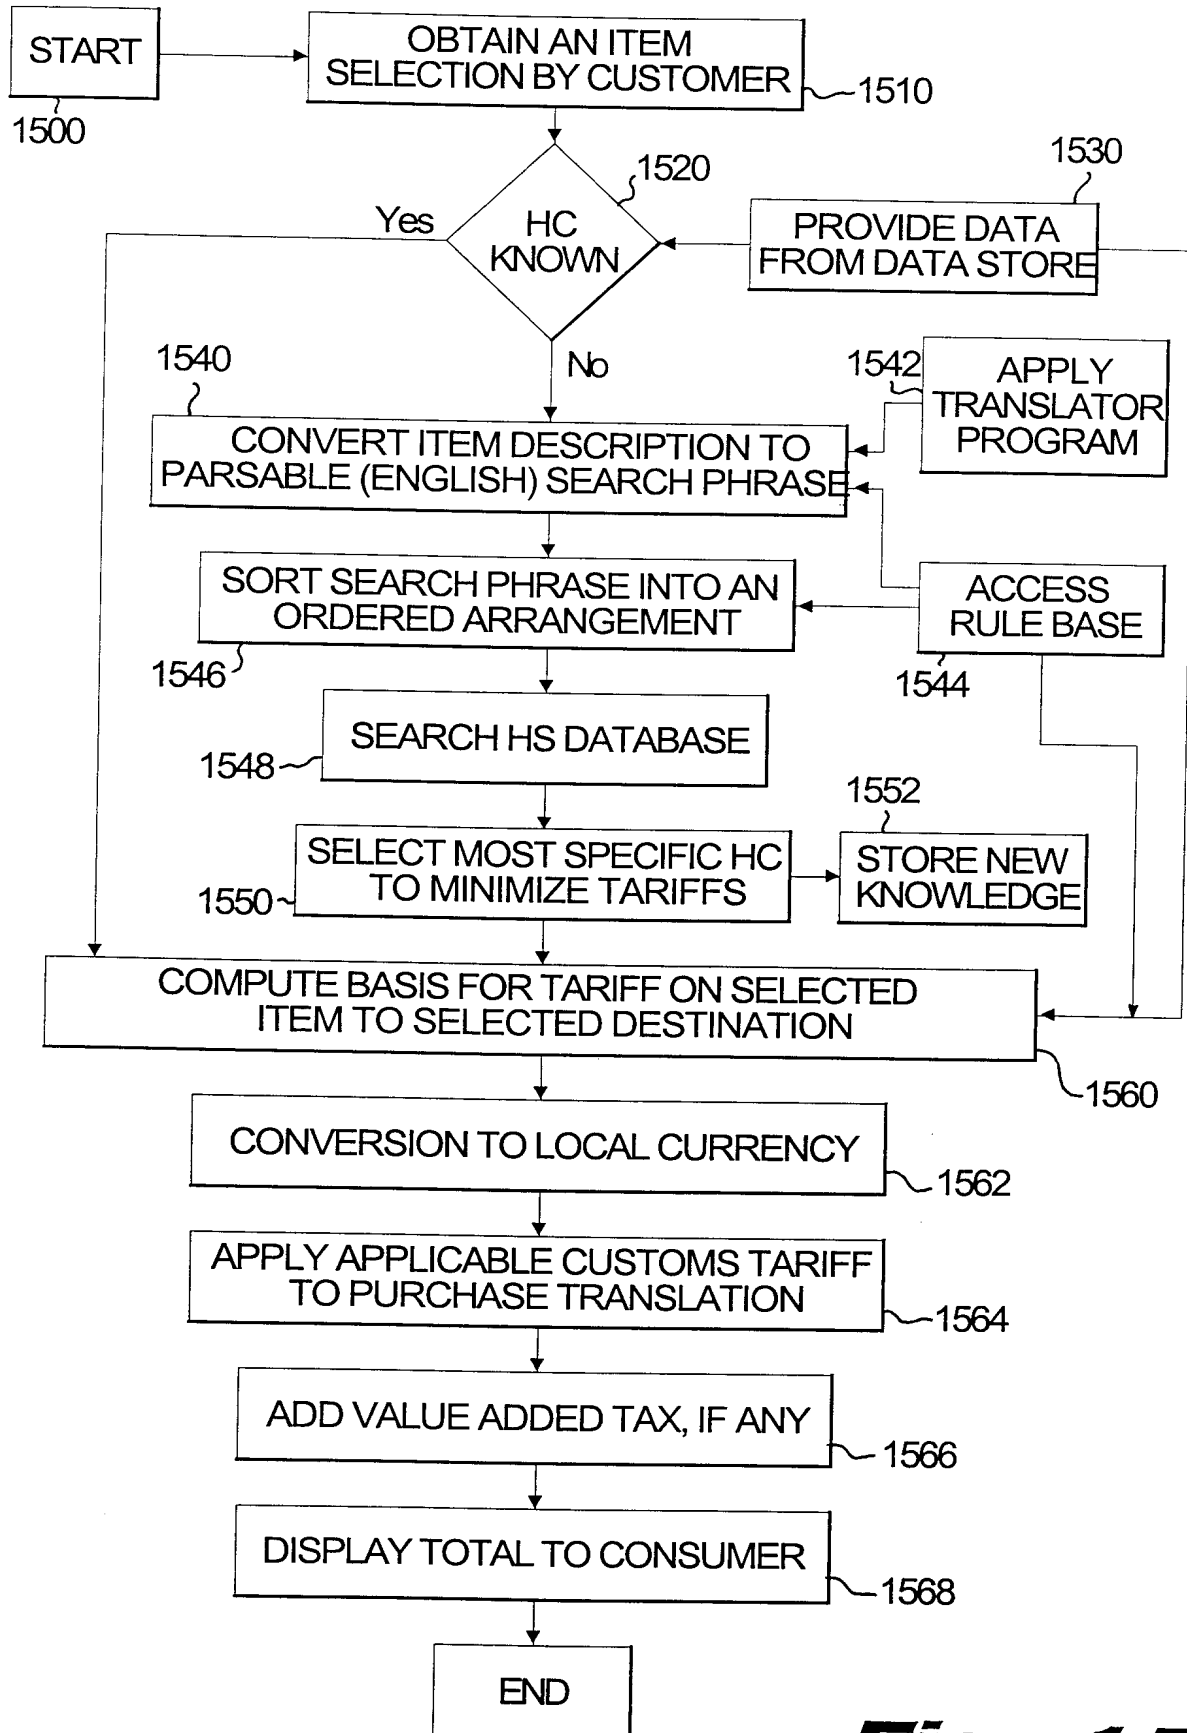 START
1500
OBTAIN AN ITEM
SELECTION BY CUSTOMER
1510
1520
HC
KNOWN
Yes
No
1530
PROVIDE DATA
FROM DATA STORE
1540
CONVERT ITEM DESCRIPTION TO
PARSABLE (ENGLISH) SEARCH PHRASE
1542
APPLY
TRANSLATOR
PROGRAM
SORT SEARCH PHRASE INTO AN
ORDERED ARRANGEMENT
1546
ACCESS
RULE BASE
1544
SEARCH HS DATABASE
1548
SELECT MOST SPECIFIC HC
TO MINIMIZE TARIFFS
1550
1552
STORE NEW
KNOWLEDGE
COMPUTE BASIS FOR TARIFF ON SELECTED
ITEM TO SELECTED DESTINATION
1560
CONVERSION TO LOCAL CURRENCY
1562
APPLY APPLICABLE CUSTOMS TARIFF
TO PURCHASE TRANSLATION
1564
ADD VALUE ADDED TAX, IF ANY
1566
DISPLAY TOTAL TO CONSUMER
1568
END